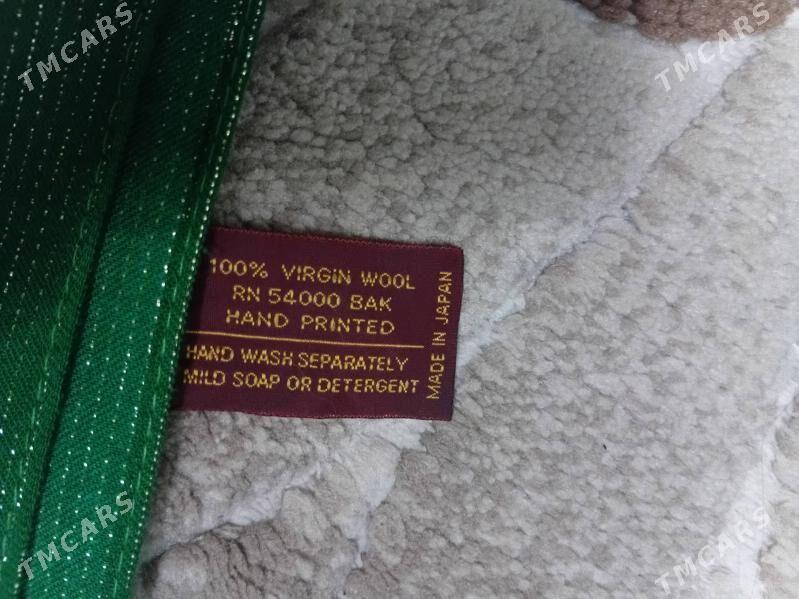 TMCARS
TMCARS
100% VIRGIN WOOL
RN 54000 BAK
HAND PRINTED
HAND WASH SEPARATELY
MILD SOAP OR DETERGENT
MADE IN JAPAN
TMCARS
TMCARS